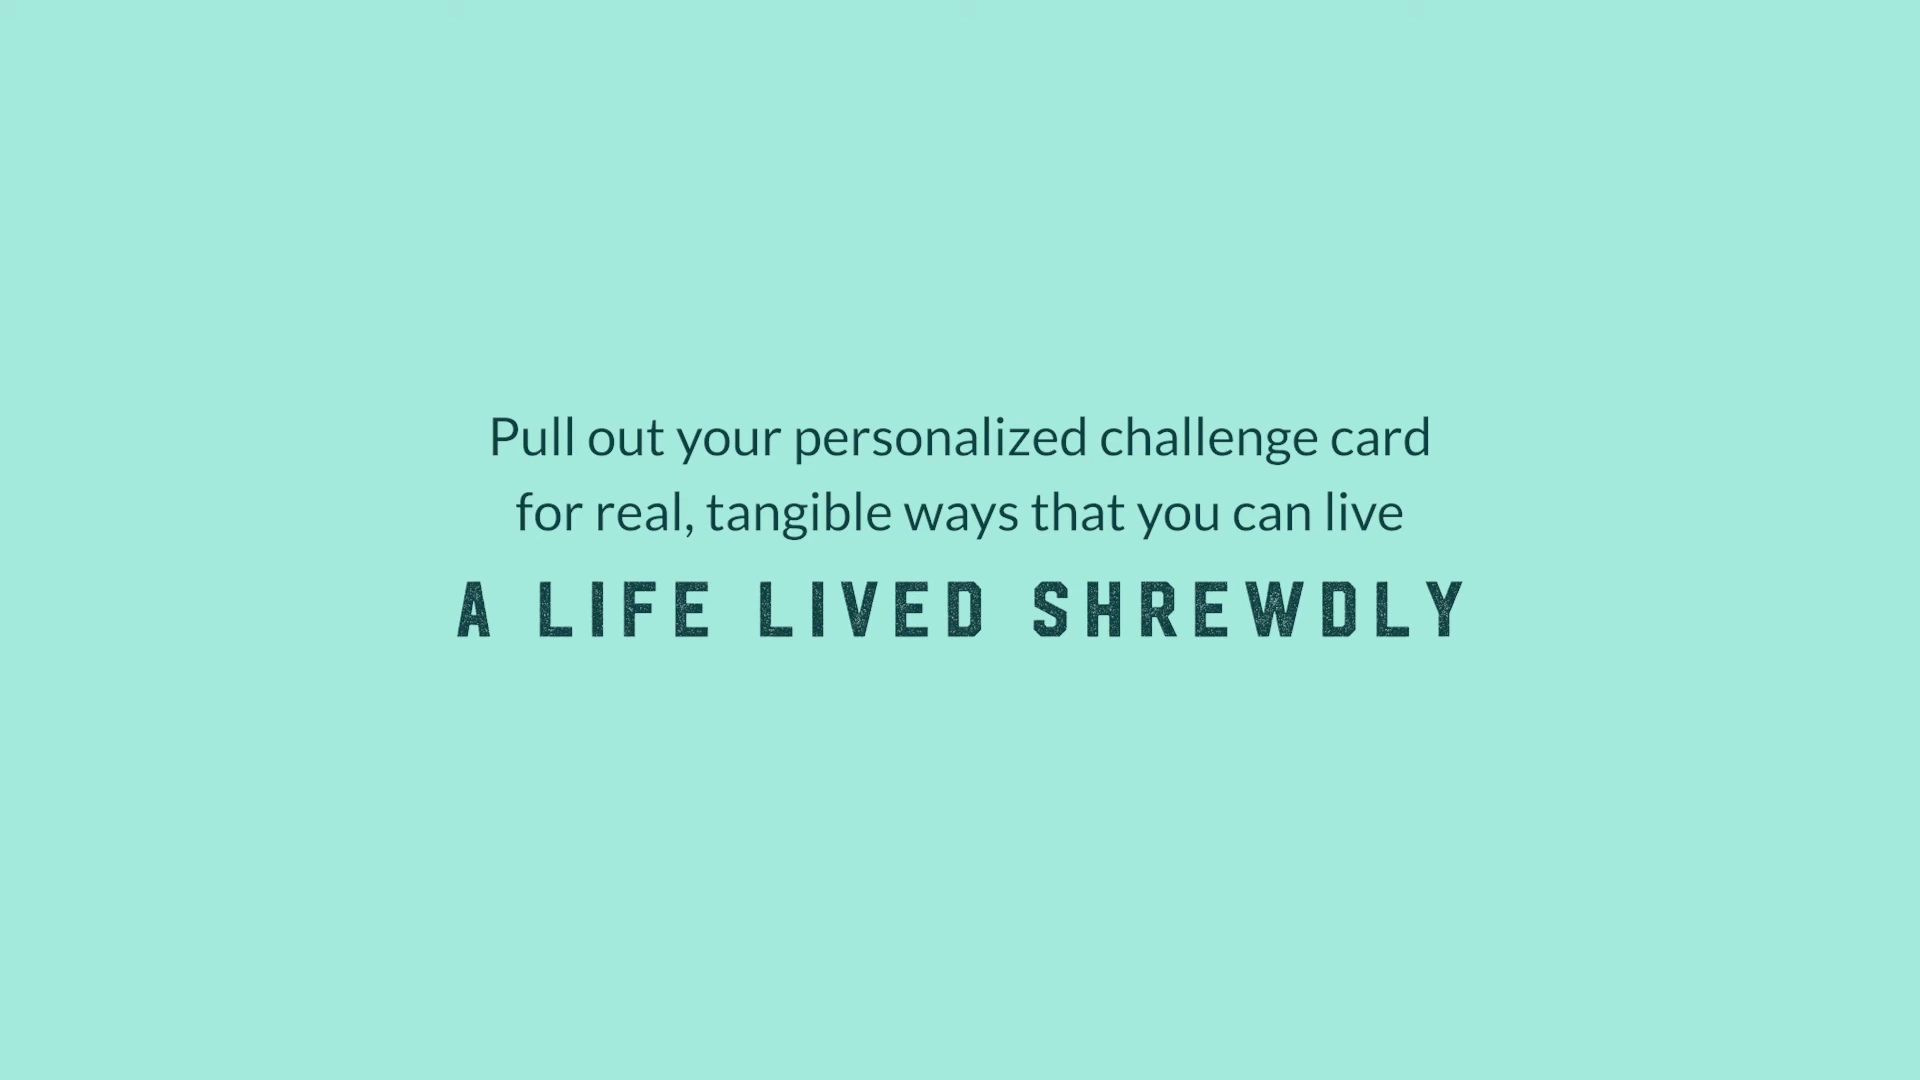 Pull out your personalized challenge card
for real, tangible ways that you can live
A LIFE LIVED SHREWDLY